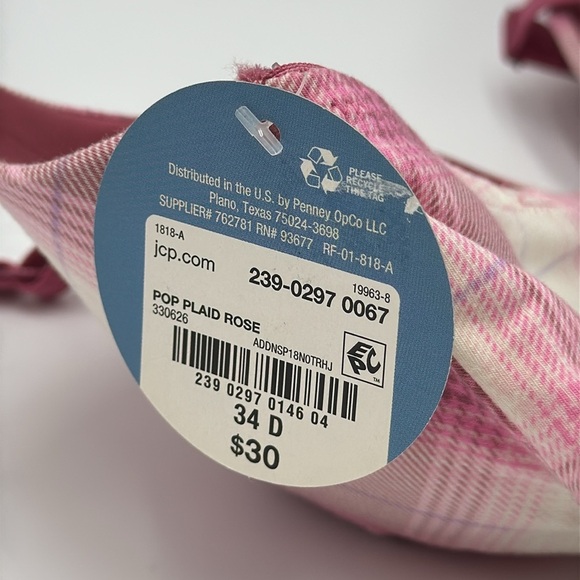 PLEASE
RECYCLE
THIS TAG
Distributed in the U.S. by Penney OpCo LLC
Plano, Texas 75024-3698
SUPPLIER# 762781 RN# 93677 RF-01-818-A
1818-A
19963-8
jcp.com
239-0297 0067
POP PLAID ROSE
330626
ADDNSP18N0TRHJ
EPC™
239 0297 0146 04
34 D
$30